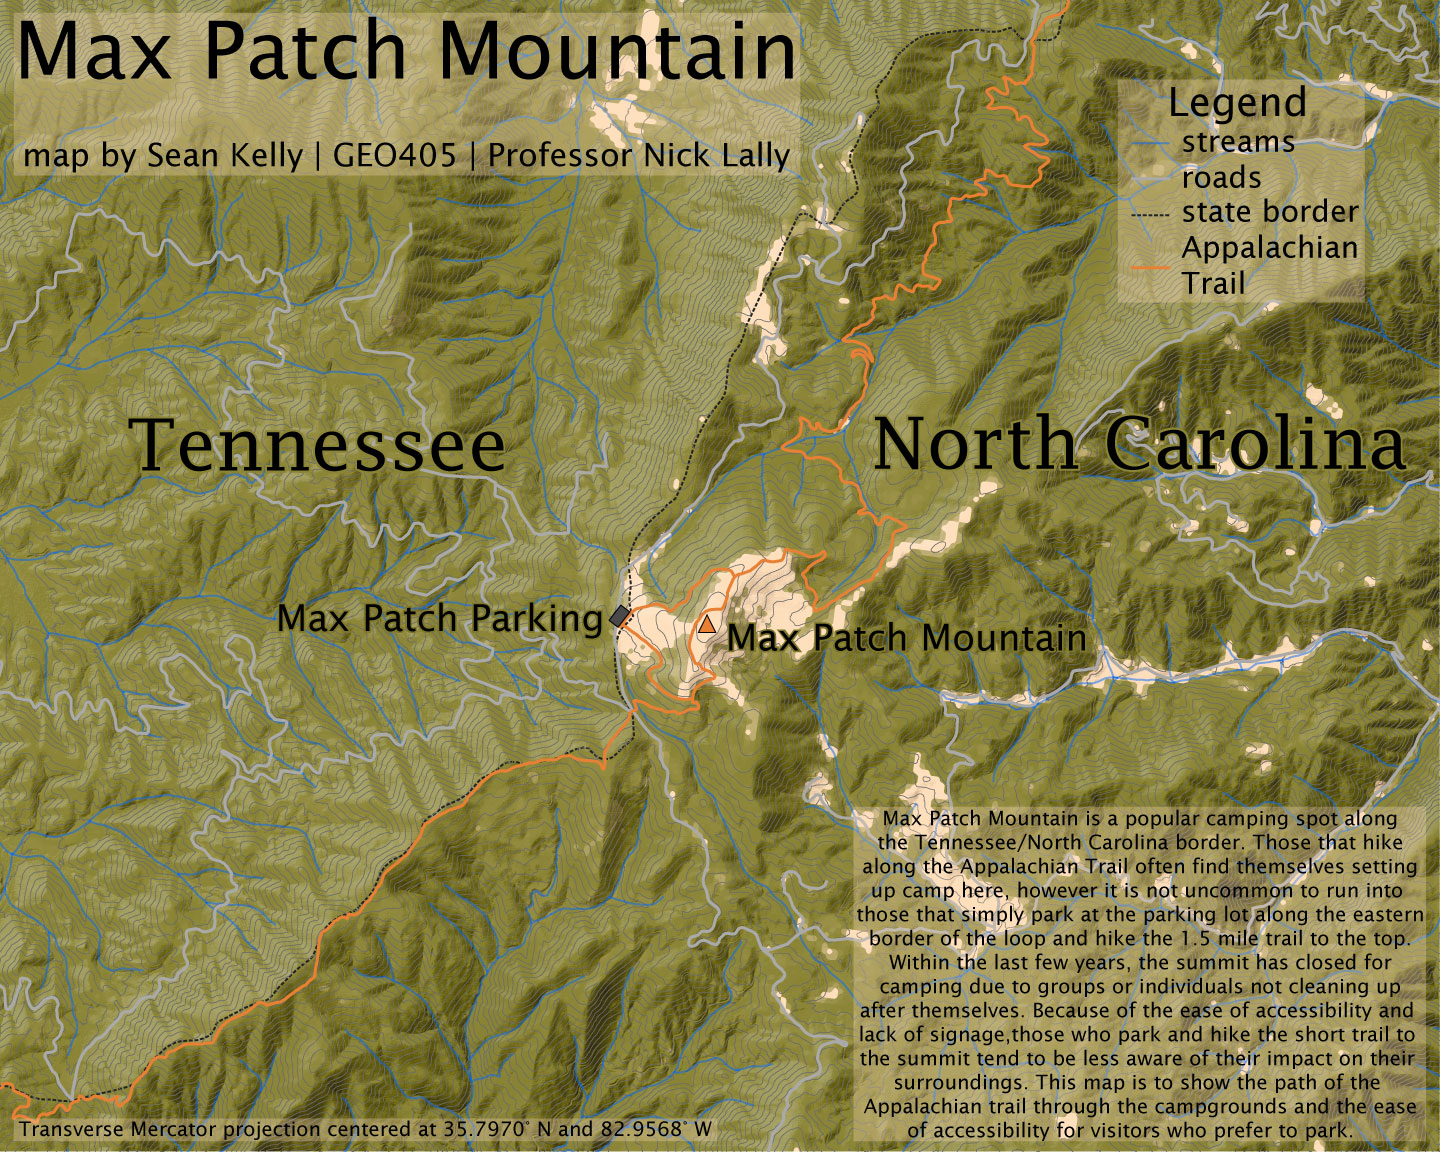 Max Patch Mountain
map by Sean Kelly | GEO405 | Professor Nick Lally
Legend
streams
roads
state border
Appalachian
Trail
Tennessee
North Carolina
Max Patch Parking
Max Patch Mountain
Max Patch Mountain is a popular camping spot along
the Tennessee/North Carolina border. Those that hike
along the Appalachian Trail often find themselves setting
up camp here, however it is not uncommon to run into
those that simply park at the parking lot along the eastern
border of the loop and hike the 1.5 mile trail to the top.
Within the last few years, the summit has closed for
camping due to groups or individuals not cleaning up
after themselves. Because of the ease of accessibility and
lack of signage,those who park and hike the short trail to
the summit tend to be less aware of their impact on their
surroundings. This map is to show the path of the
Appalachian trail through the campgrounds and the ease
of accessibility for visitors who prefer to park.
Transverse Mercator projection centered at 35.7970° N and 82.9568° W